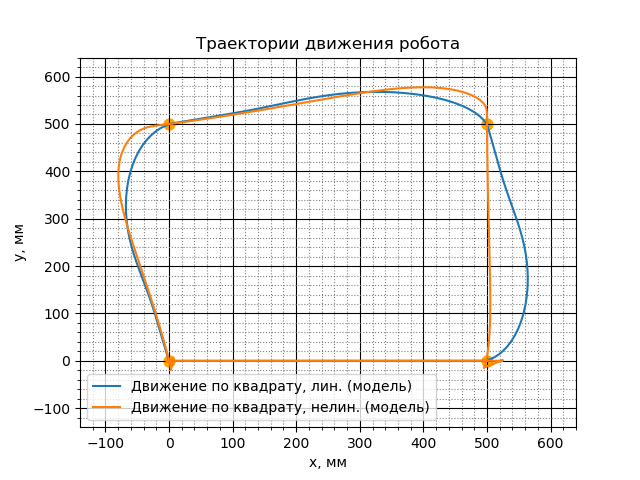 Траектории движения робота
600
500
400
300
200
100
0
−100
y, мм
Движение по квадрату, лин. (модель)
Движение по квадрату, нелин. (модель)
−100 0 100 200 300 400 500 600
x, мм